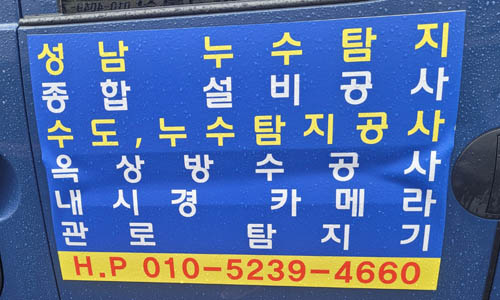 성남 누수탐지
종합 설비공사
수도,누수탐지공사
옥상방수공사
내시경 카메라
관로 탐지기
H.P 010-5239-4660